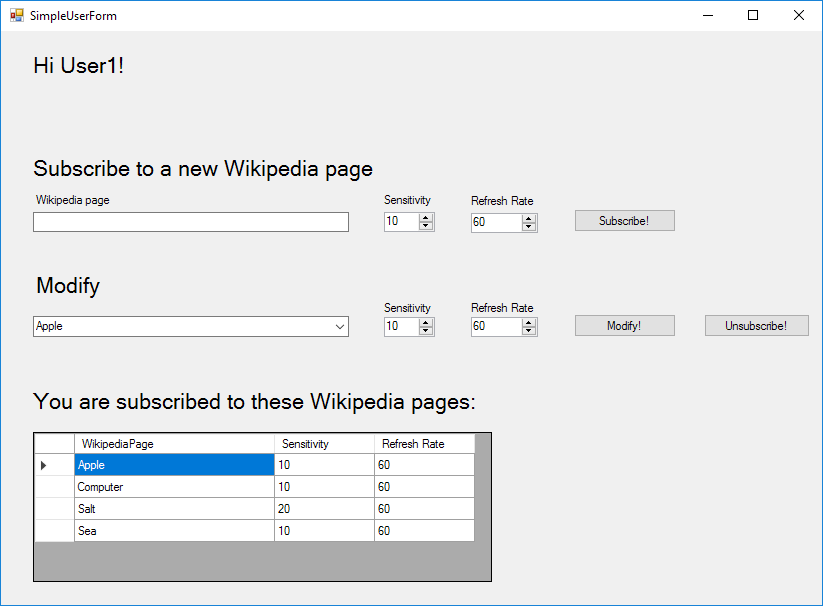 SimpleUserForm
Hi User1!
Subscribe to a new Wikipedia page
Wikipedia page Sensitivity Refresh Rate
10 60 Subscribe!
Modify
Sensitivity Refresh Rate
Apple 10 60 Modify! Unsubscribe!
You are subscribed to these Wikipedia pages:
WikipediaPage Sensitivity Refresh Rate
Apple 10 60
Computer 10 60
Salt 20 60
Sea 10 60